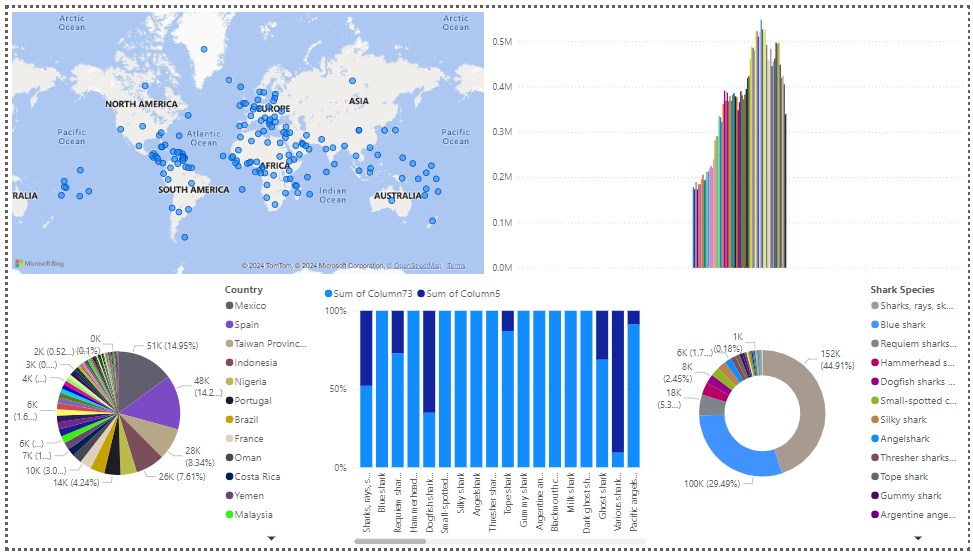 Arctic
Ocean
Arctic
Ocean
NORTH AMERICA
EUROPE
ASIA
Pacific
Ocean
Atlantic
Ocean
Pacific
Ocean
AFRICA
SOUTH AMERICA
Indian
Ocean
RALIA
AUSTRALIA
Microsoft Bing
© 2024 TomTom, © 2024 Microsoft Corporation, © OpenStreetMap Terms
0.5M
0.4M
0.3M
0.2M
0.1M
0.0M
0K
(0.1%)
2K (0.52...)
3K (0....)
4K (...)
6K
(1.6...)
6K (...)
7K (1...)
10K (3.0...)
14K (4.24%)
51K (14.95%)
48K
(14.2...)
28K
(8.34%)
26K (7.61%)
Country
Mexico
Spain
Taiwan Provinc...
Indonesia
Nigeria
Portugal
Brazil
France
Oman
Costa Rica
Yemen
Malaysia
Sum of Column73 Sum of Column5
100%
50%
0%
Sharks, rays, s...
Blue shark
Requiem shar...
Hammerhead...
Dogfish shark...
Small-spotted...
Silky shark
Angelshark
Thresher shar...
Tope shark
Gummy shark
Argentine an...
Blackmouth c...
Milk shark
Dark ghost sh...
Ghost shark
Various shark...
Pacific angels...
1K
(0.18%)
6K (1.7...)
8K
(2.45%)
18K
(5.3...)
100K (29.49%)
152K
(44.91%)
Shark Species
Sharks, rays, sk...
Blue shark
Requiem sharks...
Hammerhead s...
Dogfish sharks ...
Small-spotted c...
Silky shark
Angelshark
Thresher sharks...
Tope shark
Gummy shark
Argentine ange...